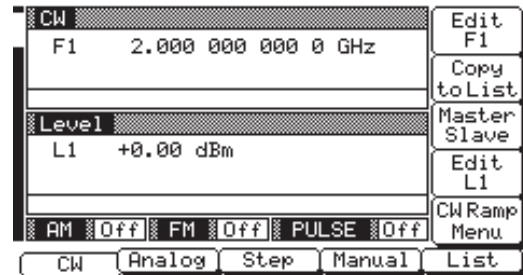 CW
F1 2.000 000 000 0 GHz
Level
L1 +0.00 dBm
AM Off FM Off PULSE Off
Edit
F1
Copy
to List
Master
Slave
Edit
L1
CW Ramp
Menu
CW Analog Step Manual List